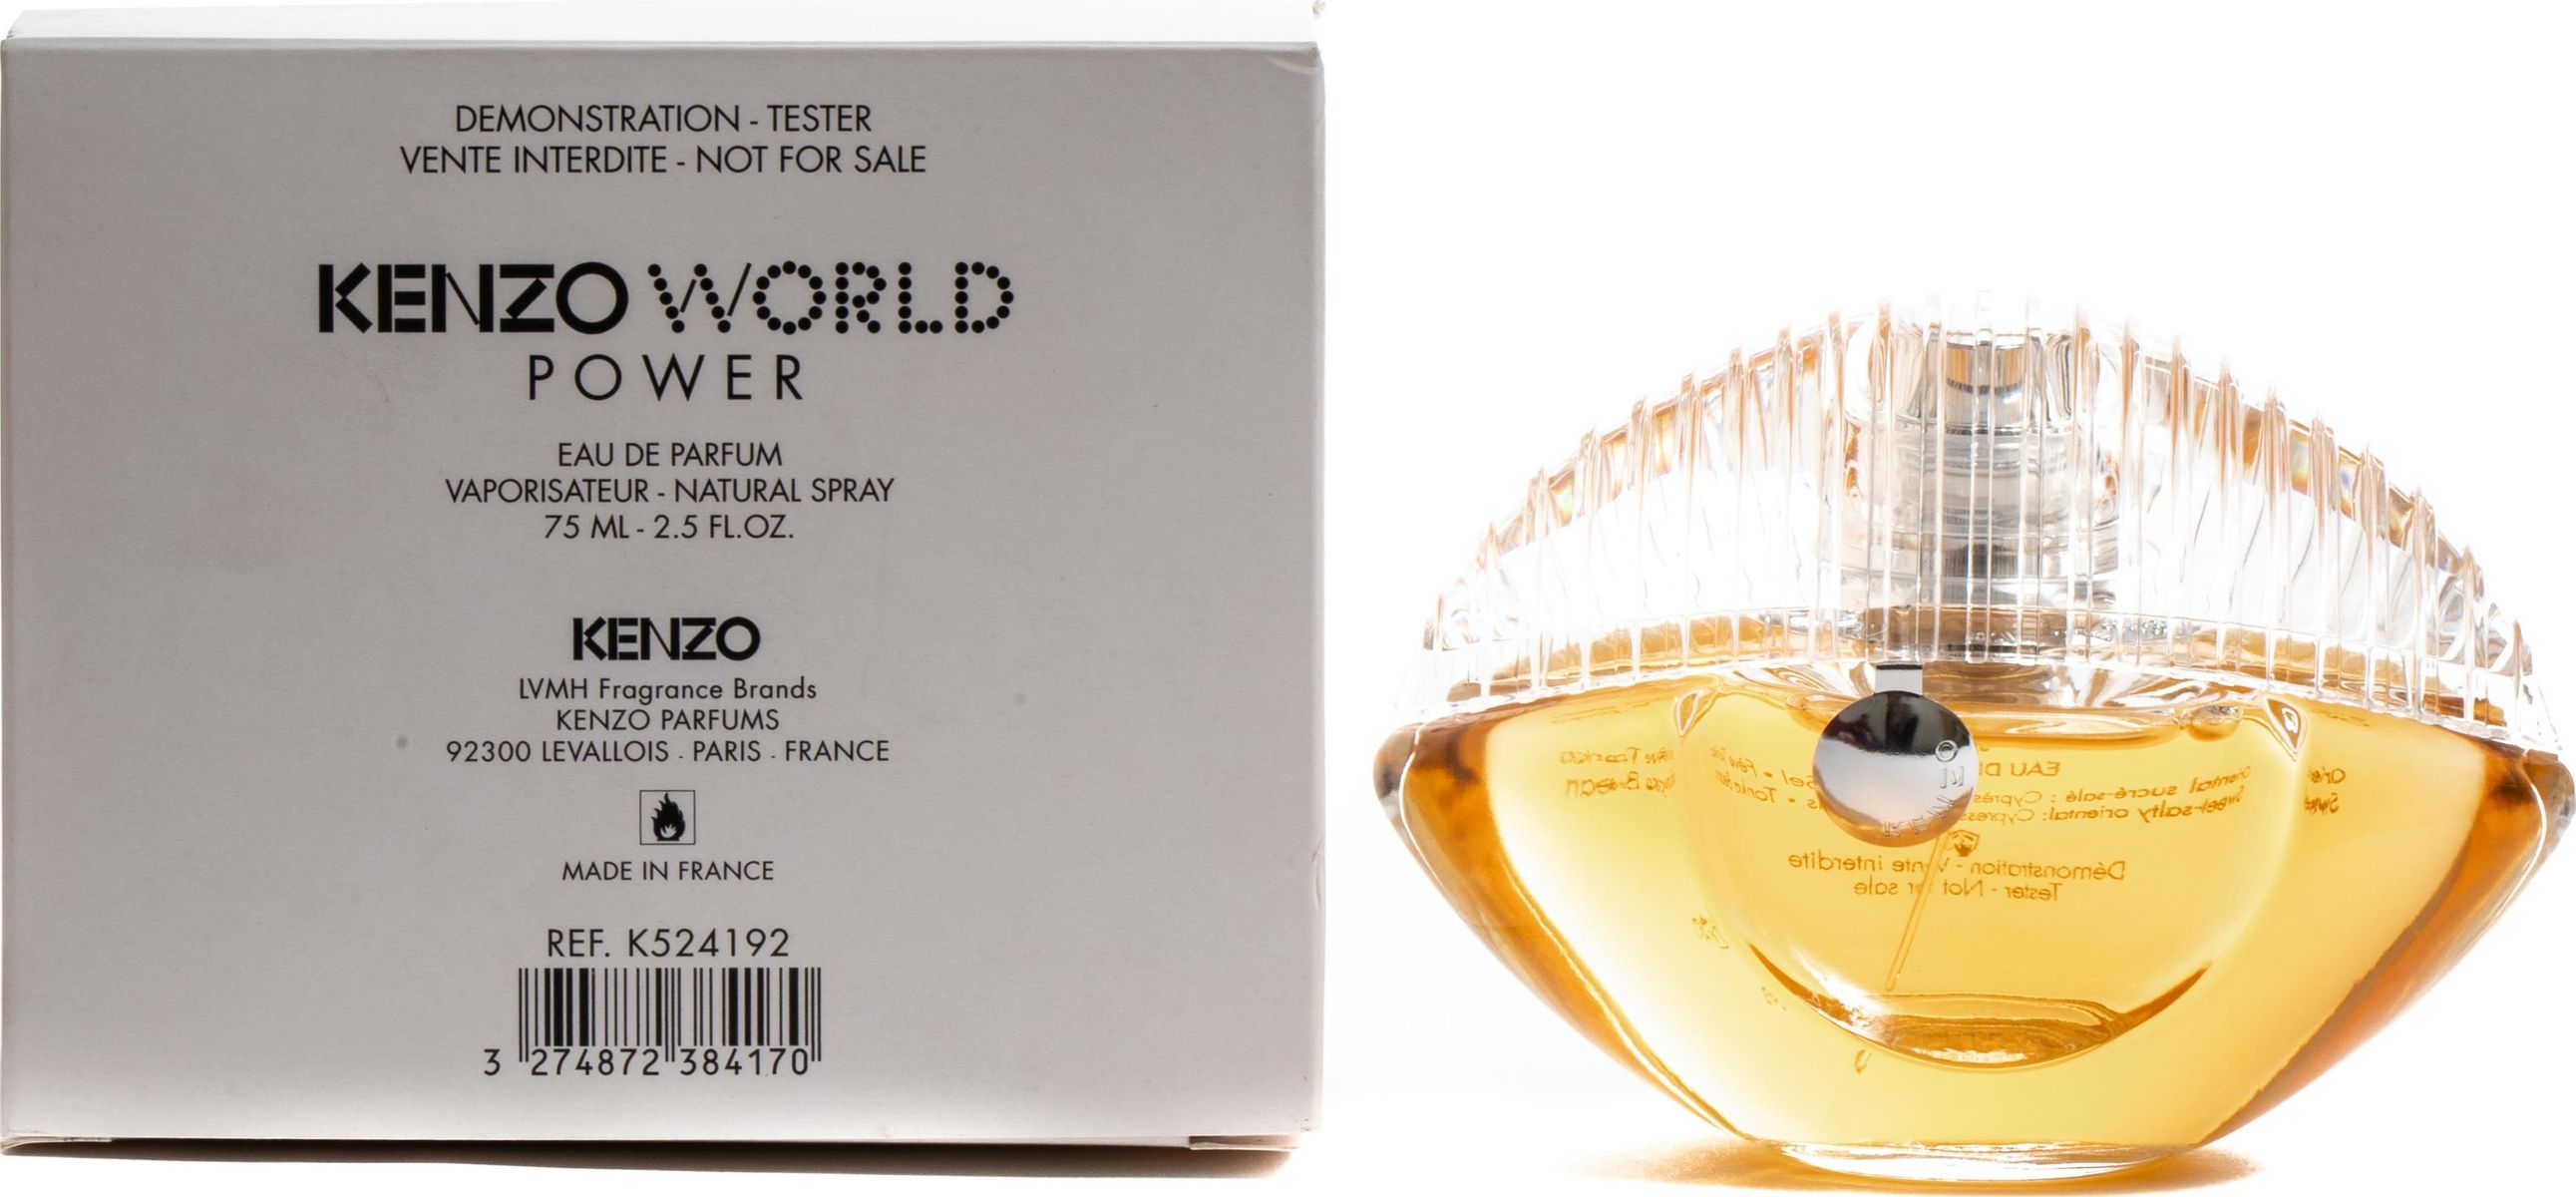 DEMONSTRATION - TESTER
VENTE INTERDITE - NOT FOR SALE
KENZO WORLD
POWER
EAU DE PARFUM
VAPORISATEUR - NATURAL SPRAY
75 ML - 2.5 FL.OZ.
KENZO
LVMH Fragrance Brands
KENZO PARFUMS
92300 LEVALLOIS . PARIS . FRANCE
MADE IN FRANCE
REF. K524192
3 274872 384170
EAU
Oriental sucré-salé : Cyprès
Sweet-salty oriental: Cypress
Démonstration - Vente interdite
Tester - Not for sale